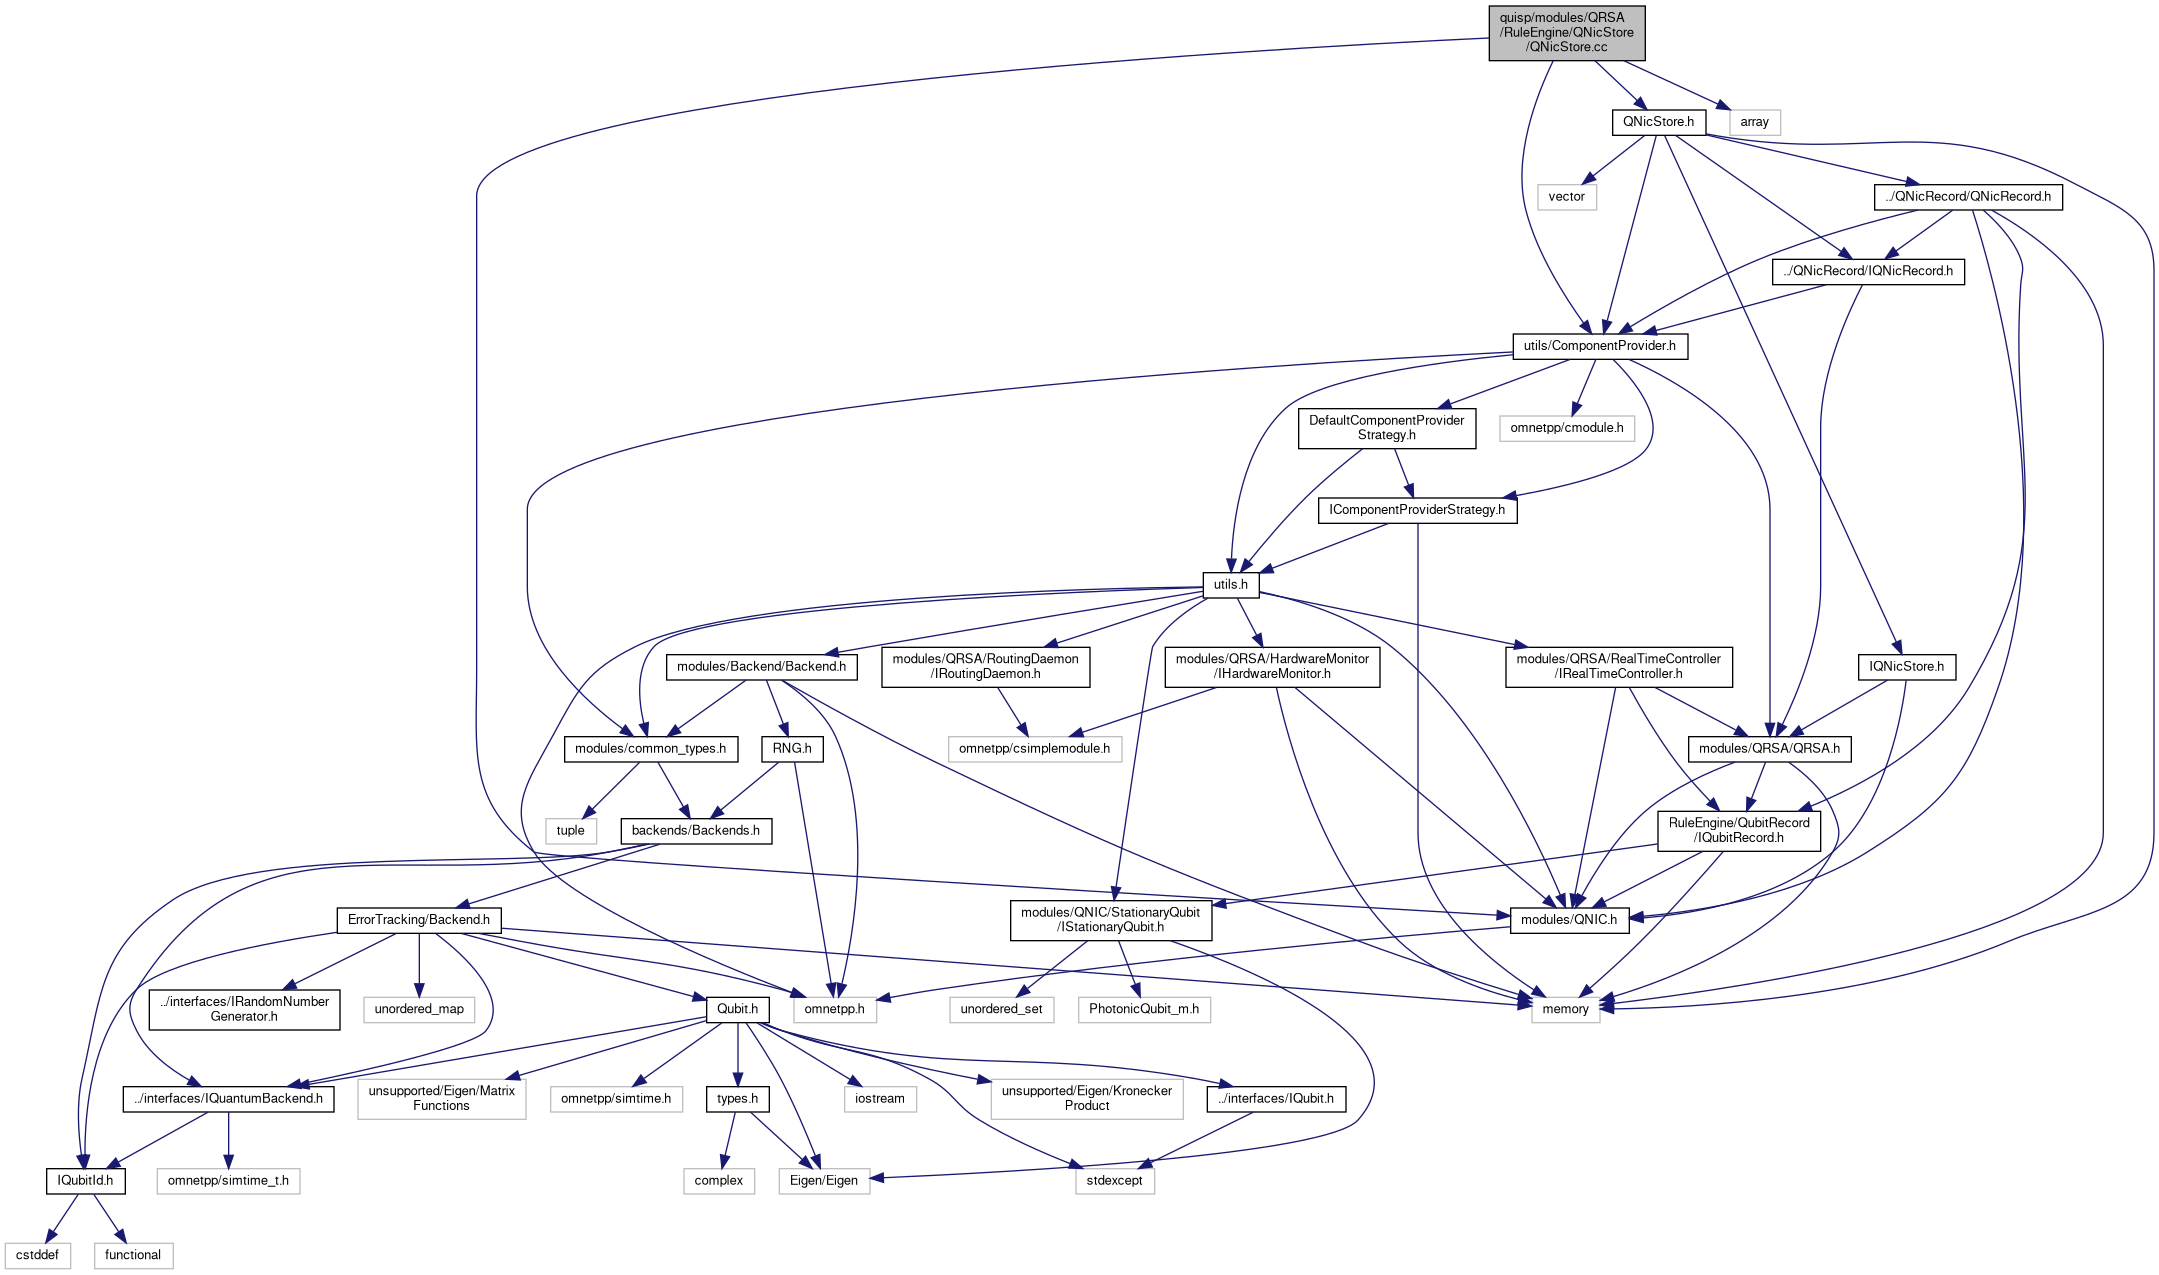 quisp/modules/QRSA
/RuleEngine/QNicStore
/QNicStore.cc
QNicStore.h
array
vector
../QNicRecord/QNicRecord.h
../QNicRecord/IQNicRecord.h
utils/ComponentProvider.h
DefaultComponentProvider
Strategy.h
omnetpp/cmodule.h
IComponentProviderStrategy.h
utils.h
modules/Backend/Backend.h
modules/QRSA/RoutingDaemon
/IRoutingDaemon.h
modules/QRSA/HardwareMonitor
/IHardwareMonitor.h
modules/QRSA/RealTimeController
/IRealTimeController.h
IQNicStore.h
modules/common_types.h
RNG.h
omnetpp/csimplemodule.h
modules/QRSA/QRSA.h
tuple
backends/Backends.h
RuleEngine/QubitRecord
/IQubitRecord.h
ErrorTracking/Backend.h
modules/QNIC/StationaryQubit
/IStationaryQubit.h
modules/QNIC.h
../interfaces/IRandomNumber
Generator.h
unordered_map
Qubit.h
omnetpp.h
unordered_set
PhotonicQubit_m.h
memory
../interfaces/IQuantumBackend.h
unsupported/Eigen/Matrix
Functions
omnetpp/simtime.h
types.h
iostream
unsupported/Eigen/Kronecker
Product
../interfaces/IQubit.h
IQubitId.h
omnetpp/simtime_t.h
complex
Eigen/Eigen
stdexcept
cstddef
functional